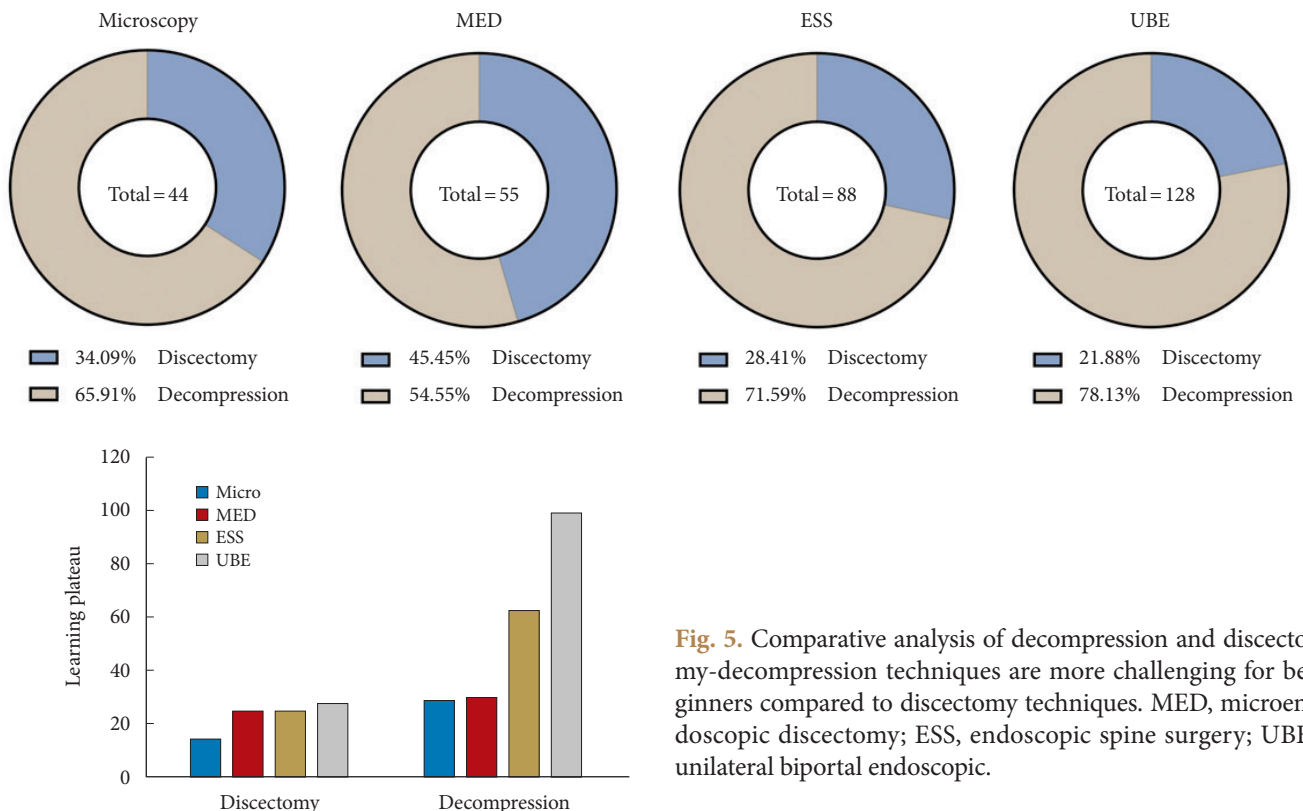 Microscopy
MED
ESS
UBE
Total = 44
Total = 55
Total = 88
Total = 128
34.09% Discectomy
65.91% Decompression
45.45% Discectomy
54.55% Decompression
28.41% Discectomy
71.59% Decompression
21.88% Discectomy
78.13% Decompression
Learning plateau
120
100
80
60
40
20
0
Micro
MED
ESS
UBE
Discectomy
Decompression
Fig. 5. Comparative analysis of decompression and discecto
my-decompression techniques are more challenging for be
ginners compared to discectomy techniques. MED, microen
doscopic discectomy; ESS, endoscopic spine surgery; UBE
unilateral biportal endoscopic.